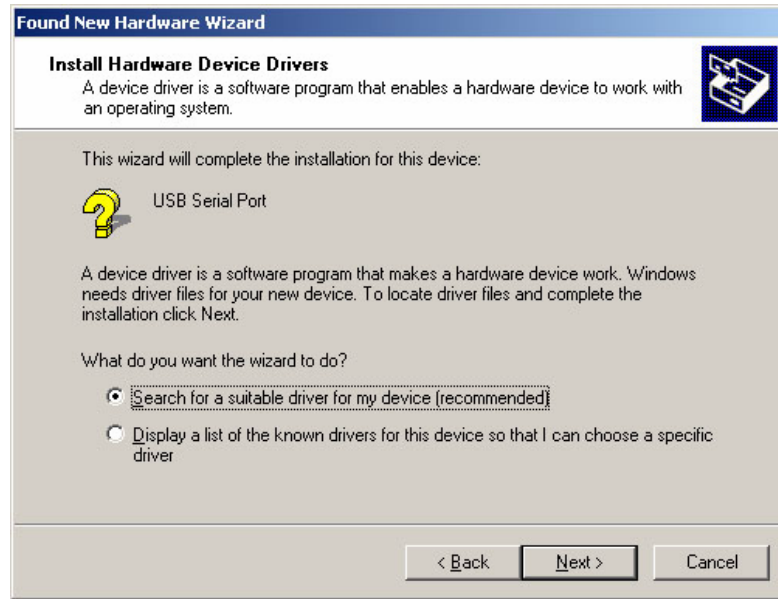 Found New Hardware Wizard
Install Hardware Device Drivers
A device driver is a software program that enables a hardware device to work with
an operating system.
This wizard will complete the installation for this device:
USB Serial Port
A device driver is a software program that makes a hardware device work. Windows
needs driver files for your new device. To locate driver files and complete the
installation click Next.
What do you want the wizard to do?
Search for a suitable driver for my device (recommended)
Display a list of the known drivers for this device so that I can choose a specific
driver
< Back
Next >
Cancel